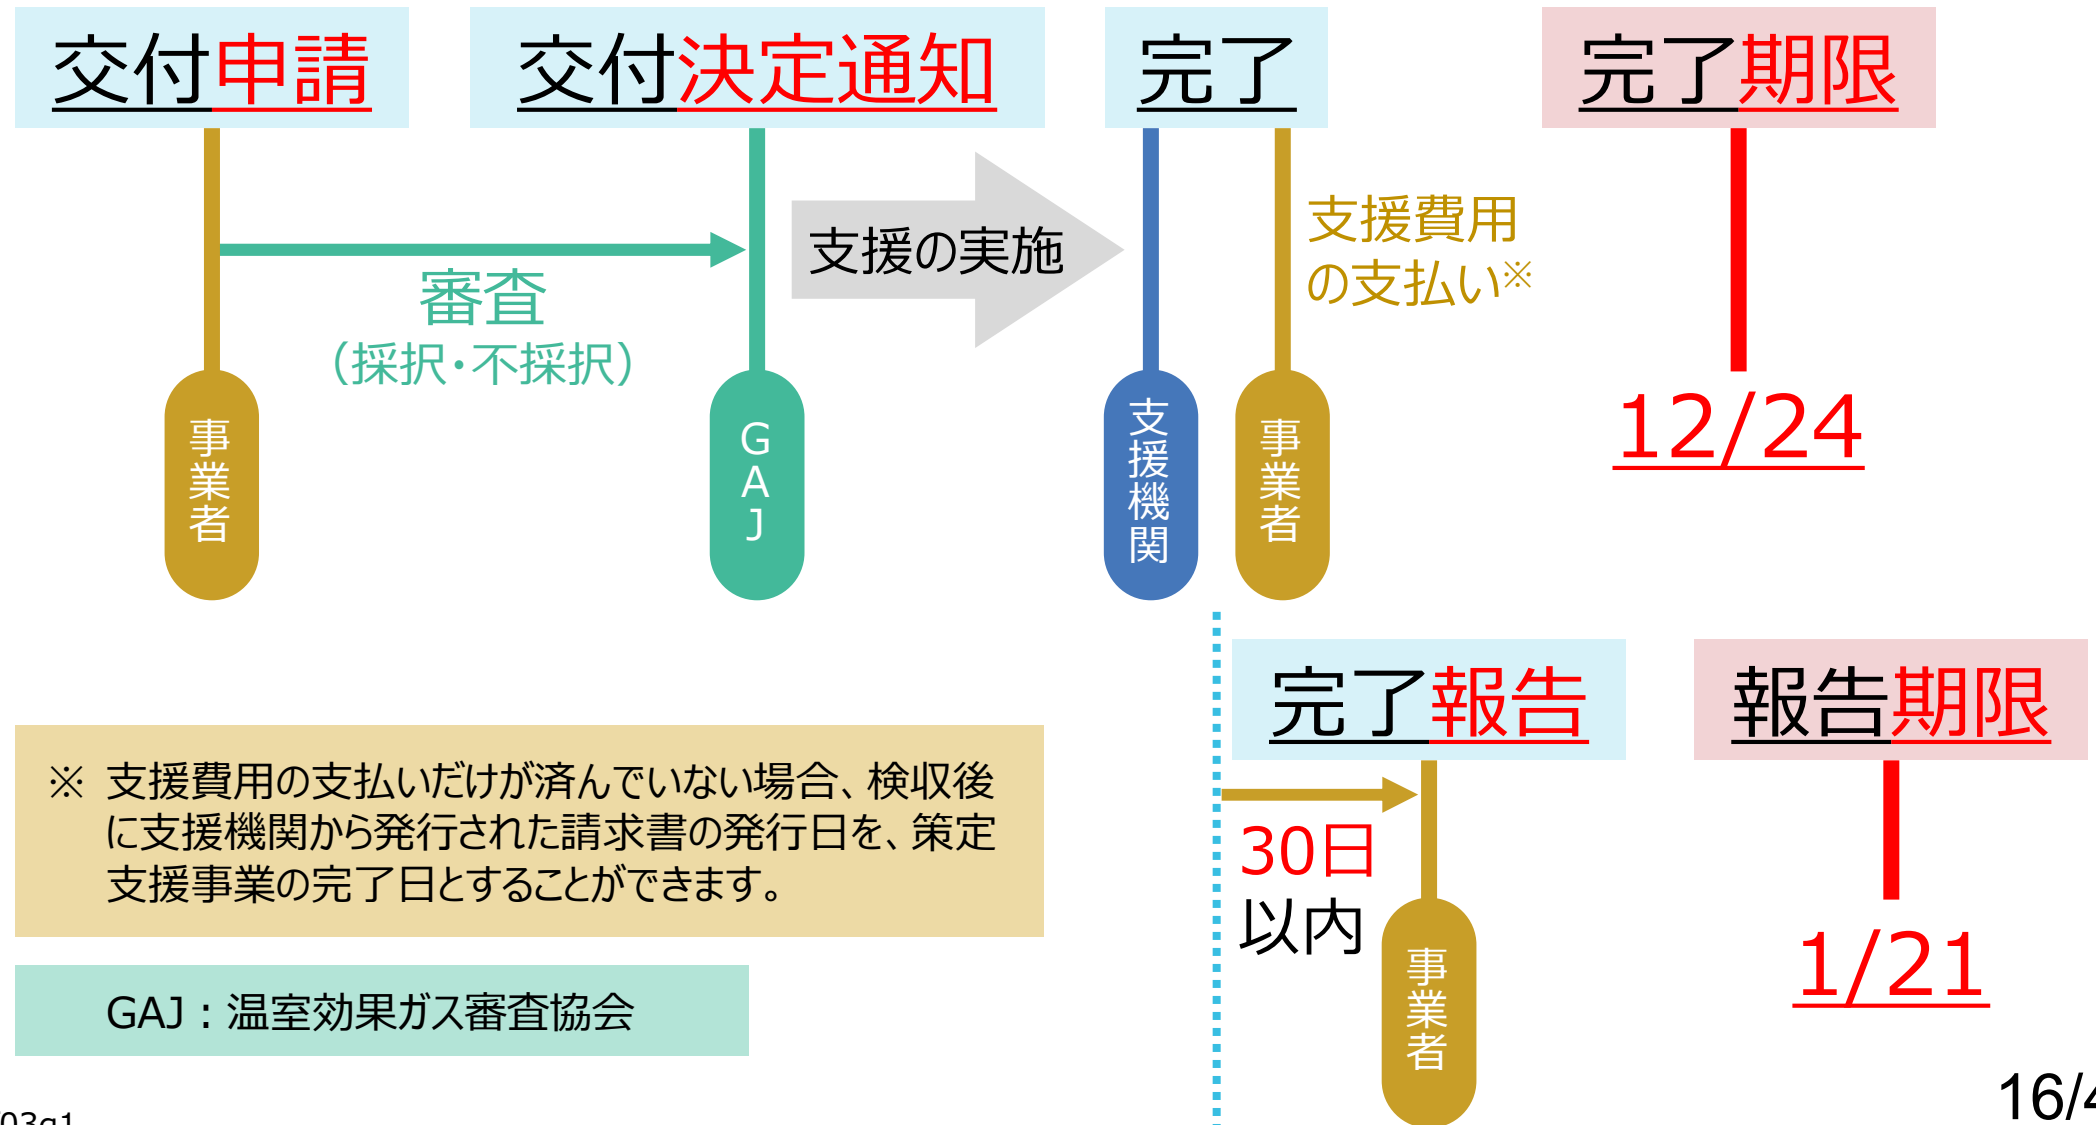 交付申請
交付決定通知
完了
完了期限
審査
（採択・不採択）
支援の実施
支援費用
の支払い※
事業者
GAJ
支援機関
事業者
12/24
完了報告
報告期限
30日
以内
事業者
1/21
※ 支援費用の支払いだけが済んでいない場合、検収後
に支援機関から発行された請求書の発行日を、策定
支援事業の完了日とすることができます。
GAJ：温室効果ガス審査協会